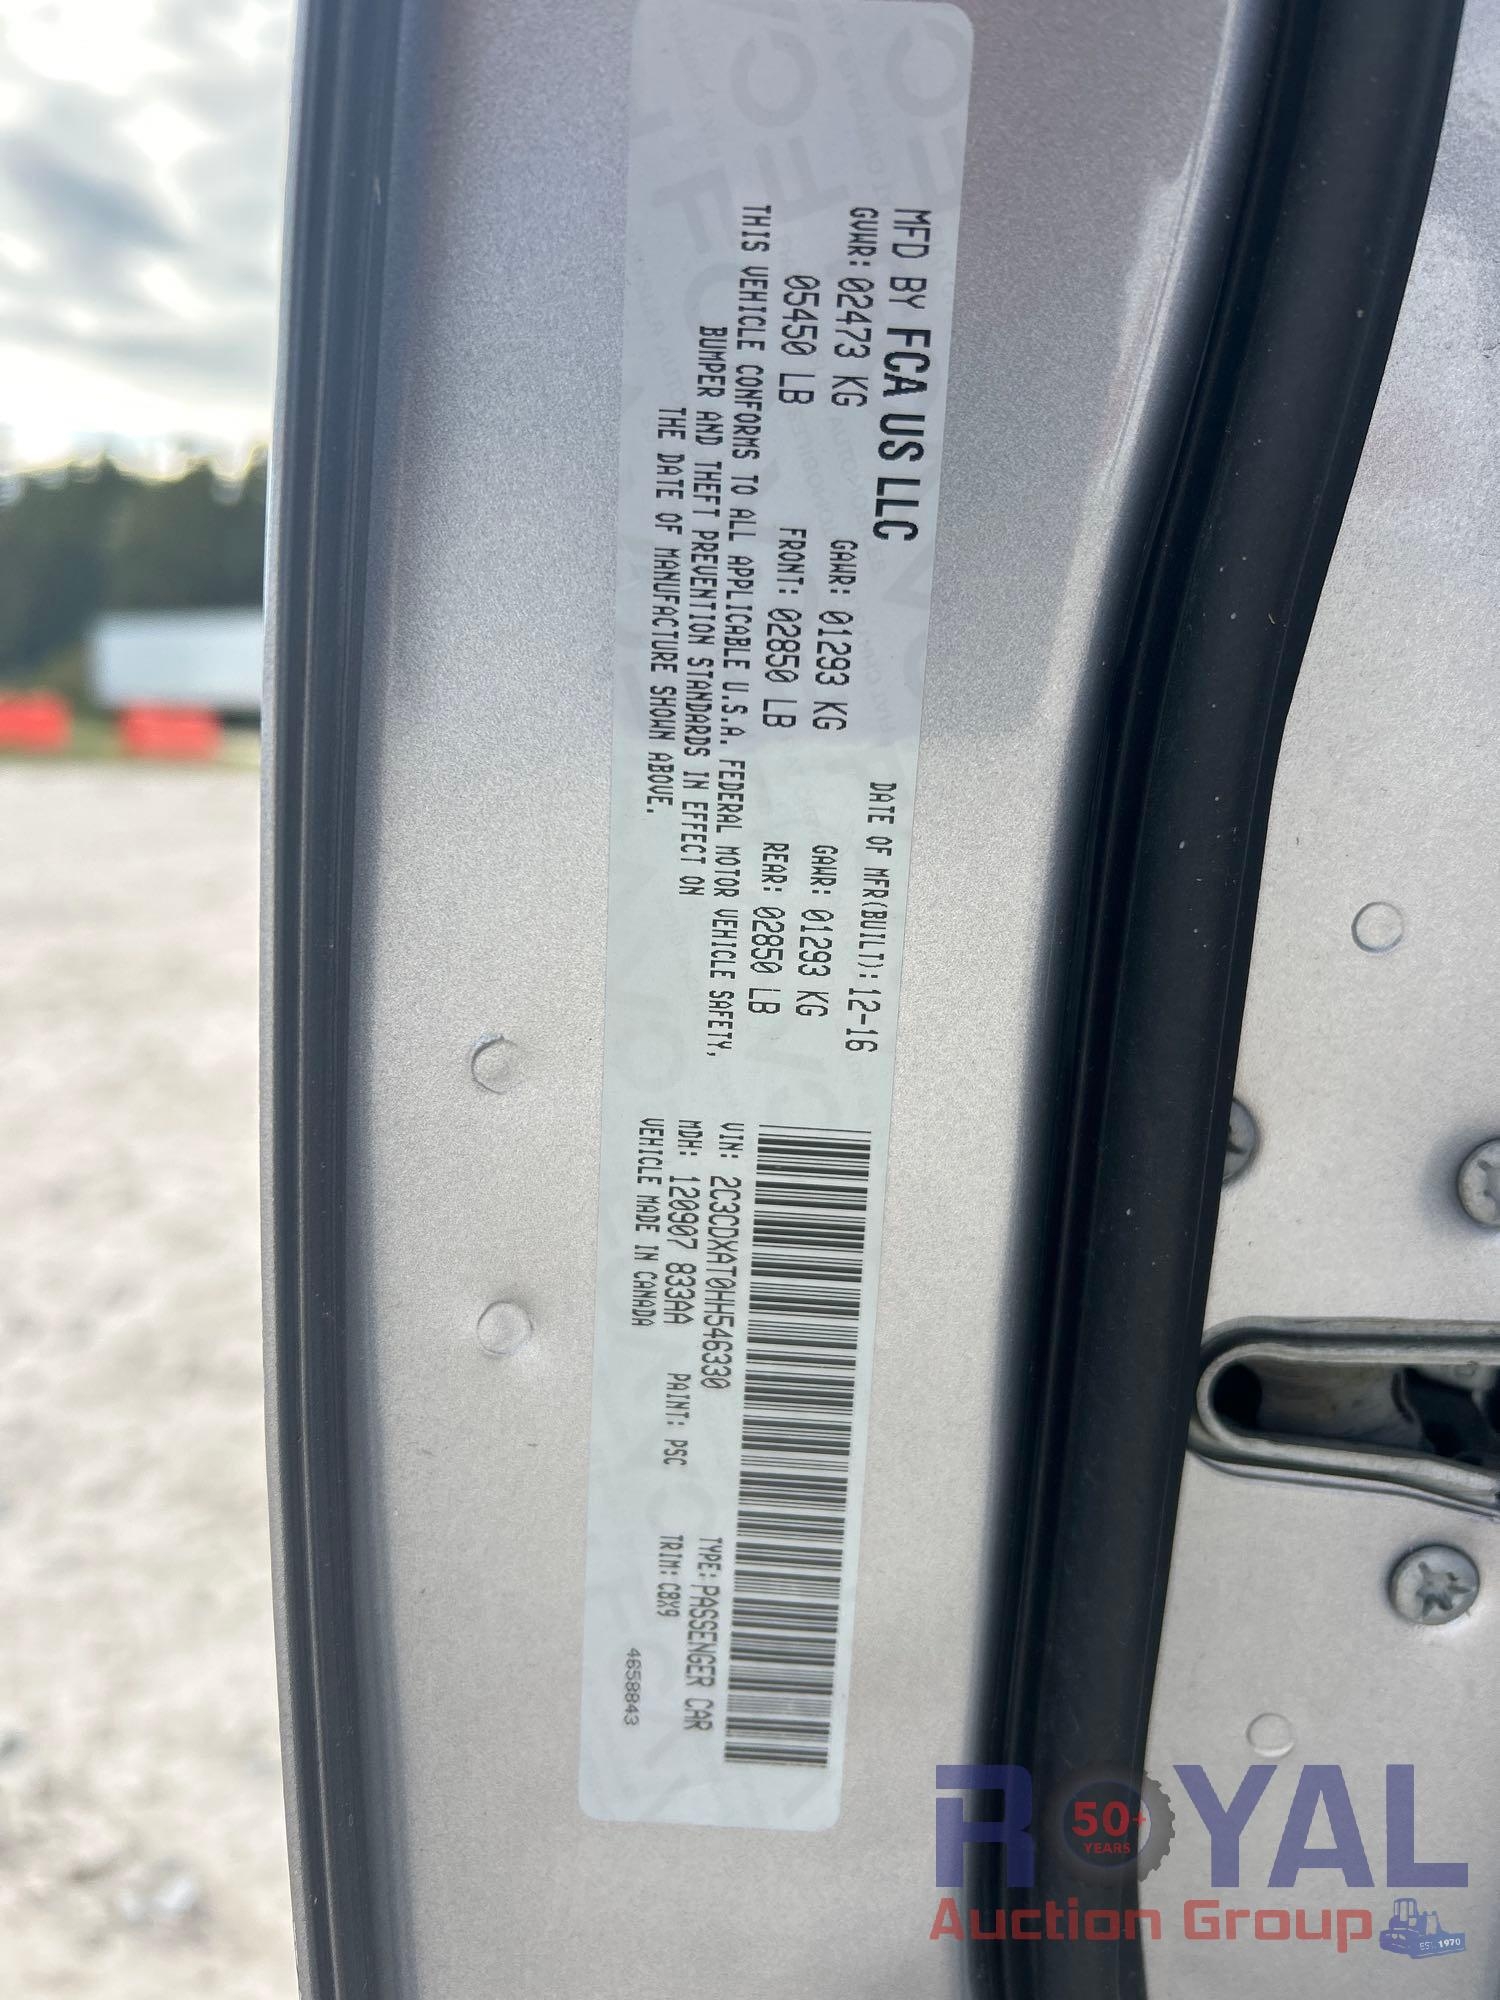 MFD BY FCA US LLC
DATE OF MFR(BUILT): 12-16
GVWR: 02473 KG GAWR: 01293 KG GAWR: 01293 KG
05450 LB FRONT: 02850 LB REAR: 02850 LB
THIS VEHICLE CONFORMS TO ALL APPLICABLE U.S.A. FEDERAL MOTOR VEHICLE SAFETY,
BUMPER AND THEFT PREVENTION STANDARDS IN EFFECT ON
THE DATE OF MANUFACTURE SHOWN ABOVE.
VIN: 2C3CDXAT0HH546330
TYPE: PASSENGER CAR
MDH: 120907 833AA PAINT: PSC TRIM: C8X9
VEHICLE MADE IN CANADA
4658843
ROYAL
50+
YEARS
Auction Group
EST. 1970